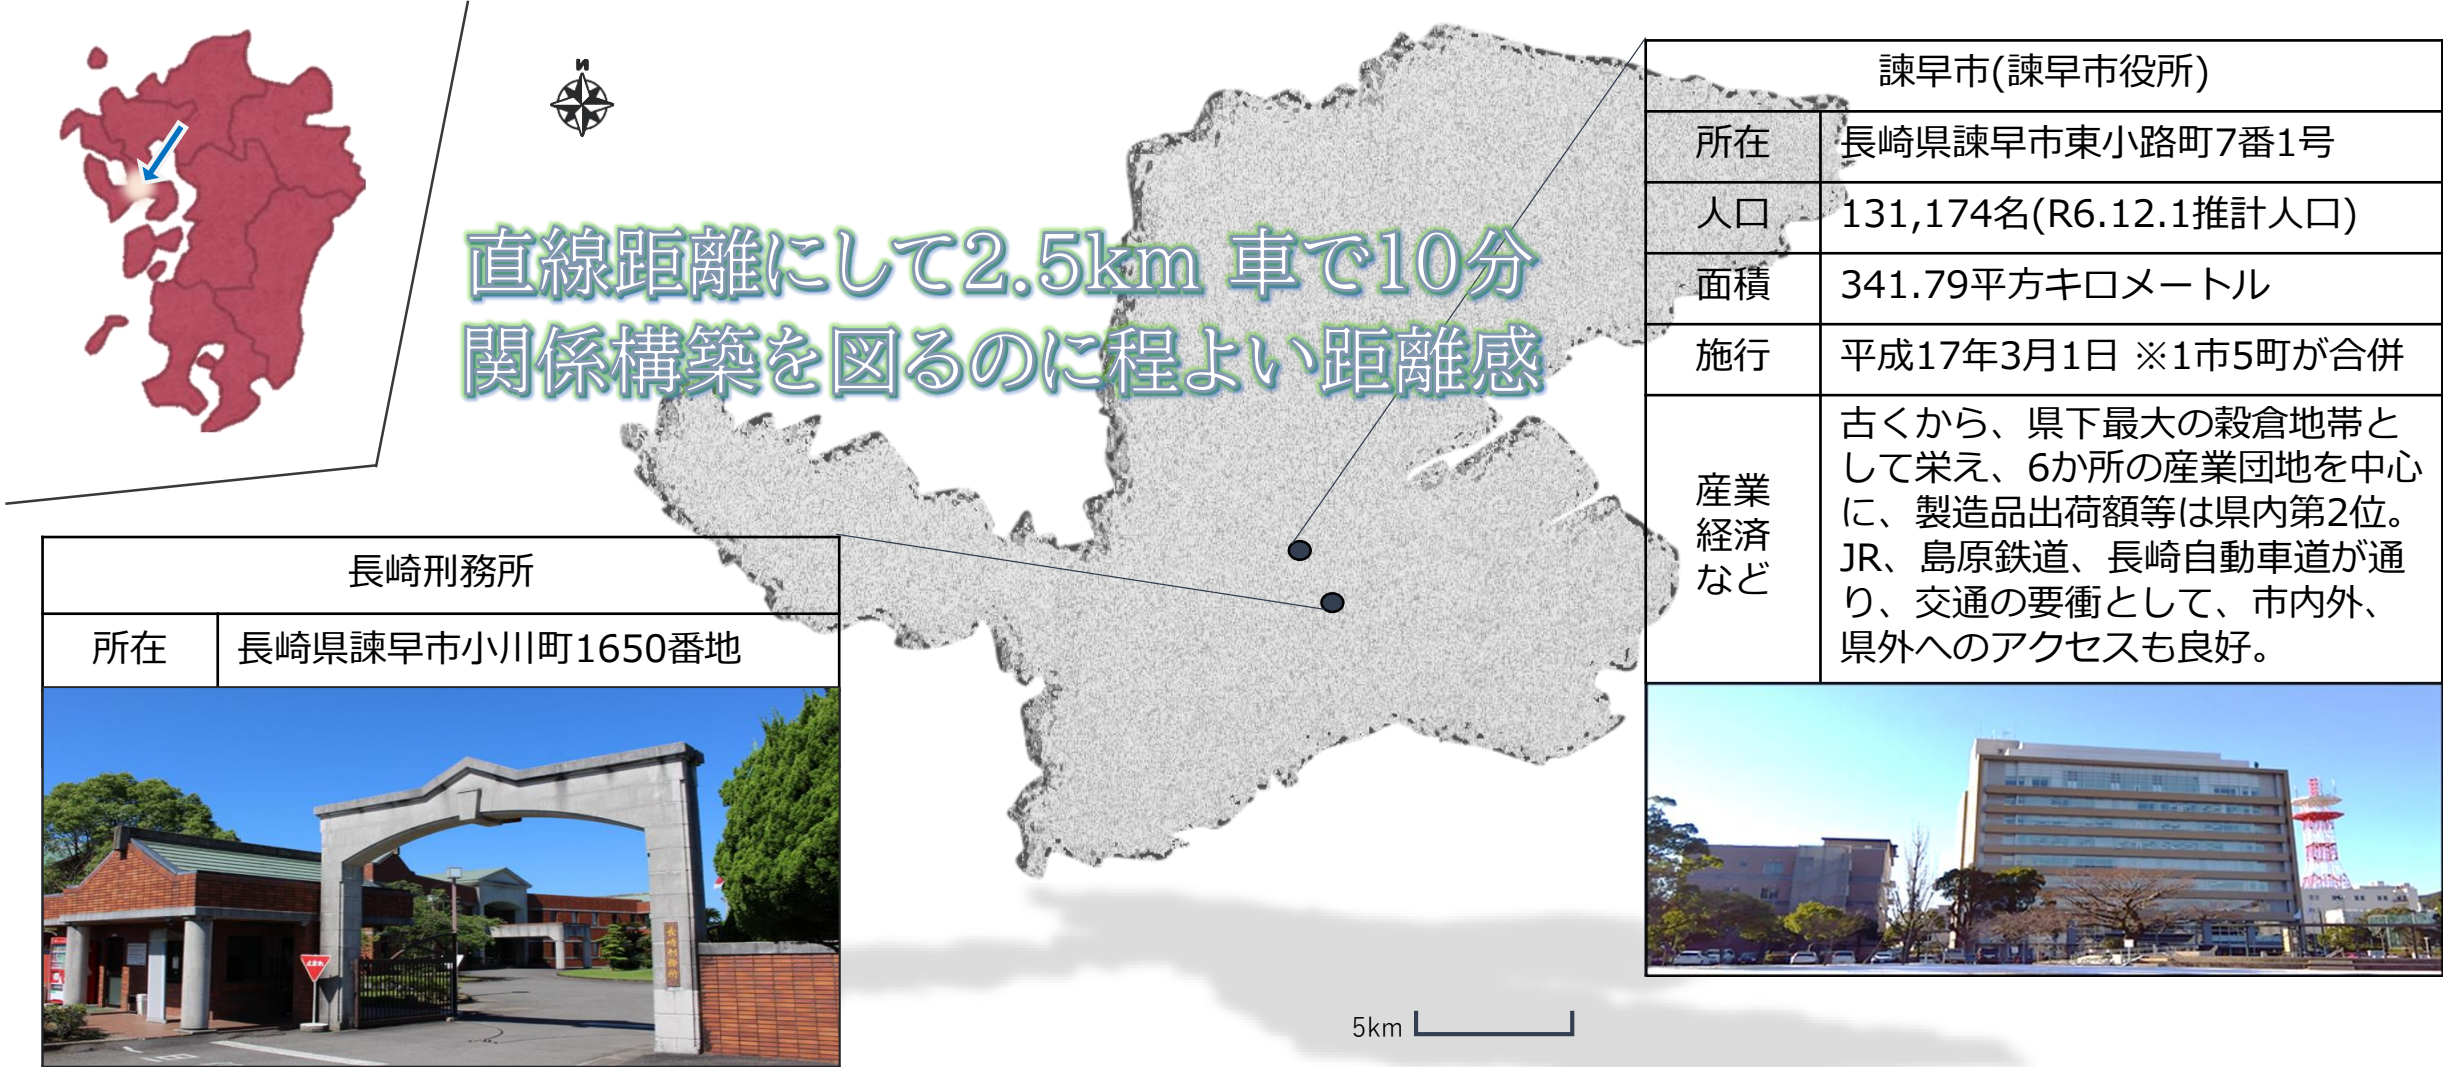 N
直線距離にして2.5km 車で10分
関係構築を図るのに程よい距離感
諫早市(諫早市役所)
所在 長崎県諫早市東小路町7番1号
人口 131,174名(R6.12.1推計人口)
面積 341.79平方キロメートル
施行 平成17年3月1日 ※1市5町が合併
産業
経済
など
古くから、県下最大の穀倉地帯と
して栄え、6か所の産業団地を中心
に、製造品出荷額等は県内第2位。
JR、島原鉄道、長崎自動車道が通
り、交通の要衝として、市内外、
県外へのアクセスも良好。
長崎刑務所
所在 長崎県諫早市小川町1650番地
止まれ
長崎刑務所
5km